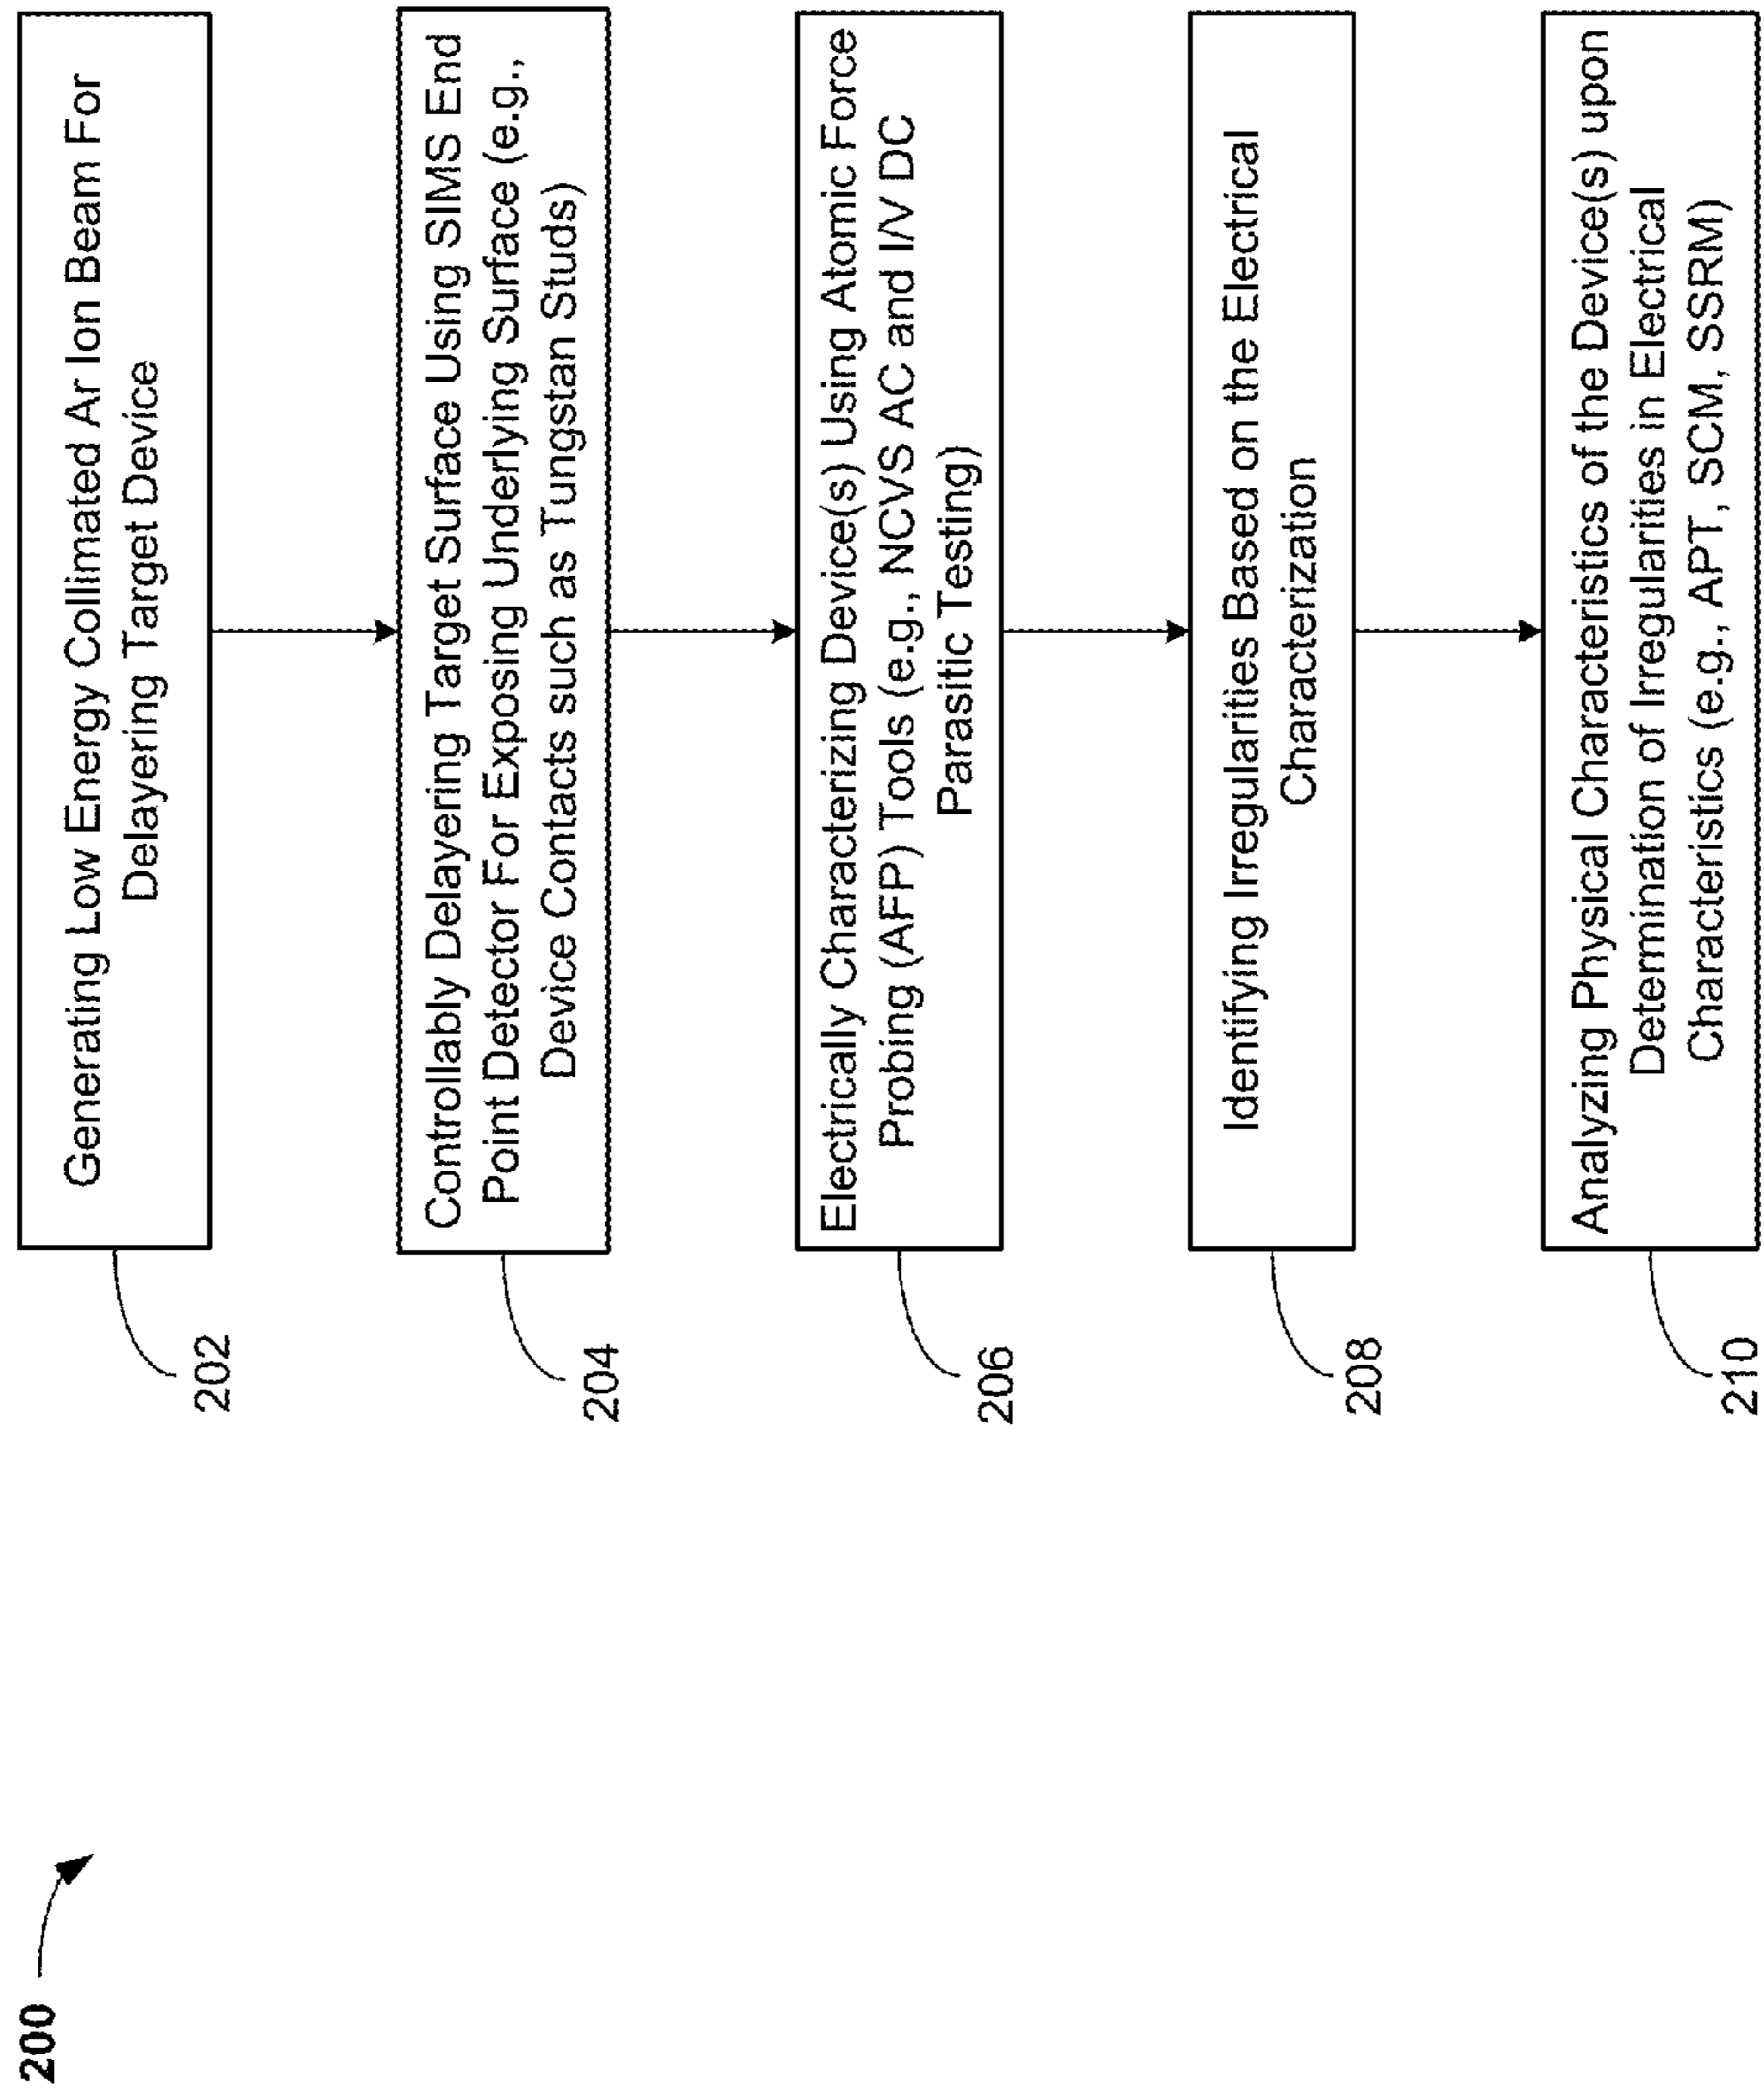 200
Generating Low Energy Collimated Ar Ion Beam For
Delayering Target Device
202
Controllably Delayering Target Surface Using SIMS End
Point Detector For Exposing Underlying Surface (e.g.,
Device Contacts such as Tungstan Studs)
204
Electrically Characterizing Device(s) Using Atomic Force
Probing (AFP) Tools (e.g., NCVS AC and I/V DC
Parasitic Testing)
206
Identifying Irregularities Based on the Electrical
Characterization
208
Analyzing Physical Characteristics of the Device(s) upon
Determination of Irregularities in Electrical
Characteristics (e.g., APT, SCM, SSRM)
210